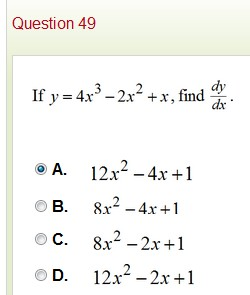 Question 49
If y = 4x³ − 2x² + x, find dy/dx.
A. 12x² − 4x + 1
B. 8x² − 4x + 1
C. 8x² − 2x + 1
D. 12x² − 2x + 1